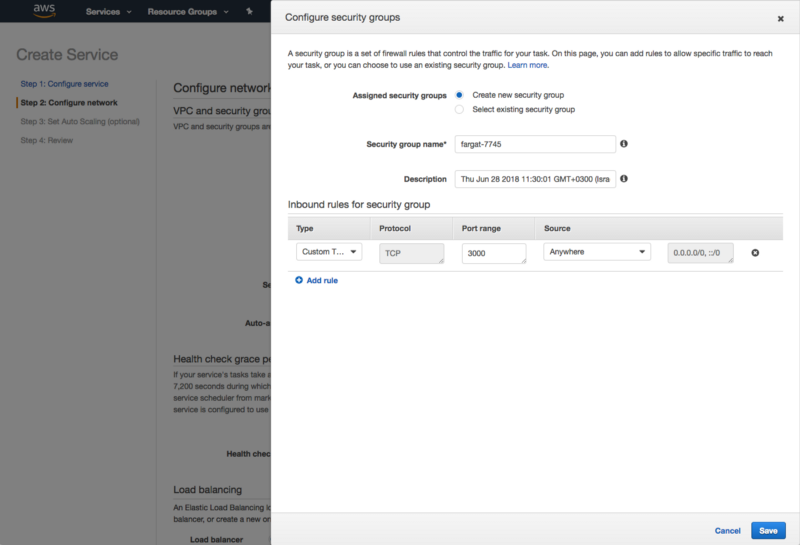 aws
Services
Resource Groups
Create Service
Step 1: Configure service
Step 2: Configure network
Step 3: Set Auto Scaling (optional)
Step 4: Review
Configure network
VPC and security grou
VPC and security groups are
Se
Auto-a
Health check grace pe
If your service's tasks take a
7,200 seconds during which
service scheduler from mark
service is configured to use
Health chec
Load balancing
An Elastic Load Balancing lo
balancer, or create a new on
Load balancer
Configure security groups
A security group is a set of firewall rules that control the traffic for your task. On this page, you can add rules to allow specific traffic to reach
your task, or you can choose to use an existing security group. Learn more.
Assigned security groups
Create new security group
Select existing security group
Security group name*
fargat-7745
Description
Thu Jun 28 2018 11:30:01 GMT+0300 (Isra
Inbound rules for security group
Type Protocol Port range Source
Custom T... TCP 3000 Anywhere 0.0.0.0/0, ::/0
Add rule
Cancel Save